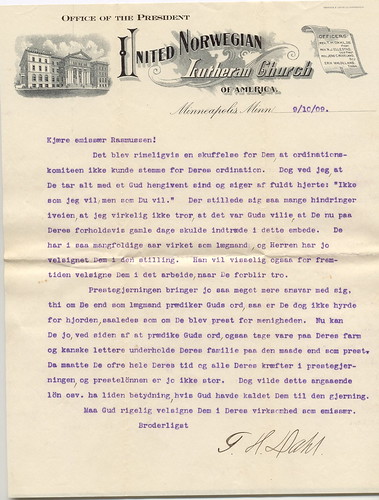 OFFICE OF THE PRESIDENT
UNITED NORWEGIAN
Lutheran Church
OF AMERICA.
OFFICERS
Minneapolis, Minn. 9/10/09.
Kjære emissær Rasmussen!
Det blev rimeligvis en skuffelse for Dem, at ordinations-
komiteen ikke kunde stemme for Deres ordination. Dog ved jeg at
De tar alt med et Gud hengivent sind og siger af fuldt hjerte: "Ikke
som jeg vil, men som Du vil." Der stillede sig saa mange hindringer
iveien, at jeg virkelig ikke tror, at det var Guds vilie, at De nu paa
Deres forholdsvis gamle dage skulde indtræde i dette embede. De
har i saa mangfoldige aar virket som lægmand, og Herren har jo
velsignet Dem i den stilling. Han vil visselig ogsaa for frem-
tiden velsigne Dem i det arbeide, naar De forblir tro.
Prestegjerningen bringer jo saa meget mere ansvar med sig,
thi om De end som lægmand prædiker Guds ord, saa er De dog ikke hyrde
for hjorden, saaledes som om De blev prest for menigheden. Nu kan
De jo, ved siden af at prædike Guds ord, ogsaa tage vare paa Deres farm
og kanske lettere underholde Deres familie paa den maade end som prest.
Da maatte De ofre hele Deres tid og alle Deres kræfter i prestegjer-
ningen, og prestelønnen er jo ikke stor. Dog vilde dette angaaende
løn osv. ha liden betydning, hvis Gud havde kaldet Dem til den gjerning.
Maa Gud rigelig velsigne Dem i Deres virksomhed som emissær.
Broderligst
T. H. Dahl